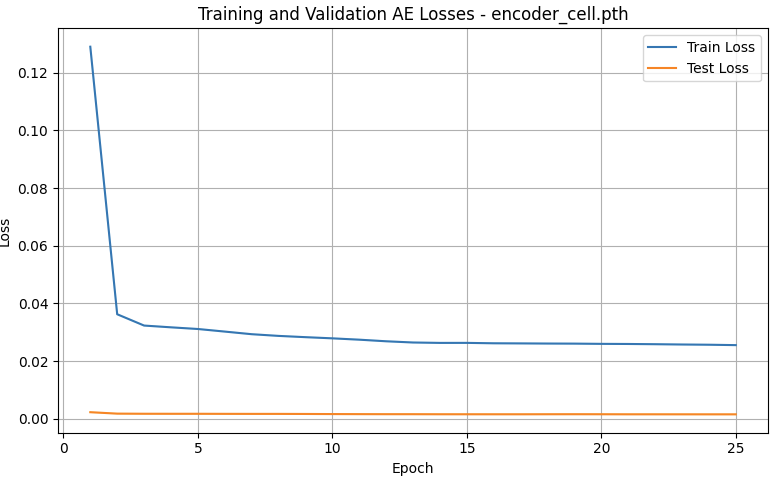 Training and Validation AE Losses - encoder_cell.pth
Train Loss
Test Loss
0.12
0.10
0.08
0.06
0.04
0.02
0.00
Loss
0
5
10
15
20
25
Epoch